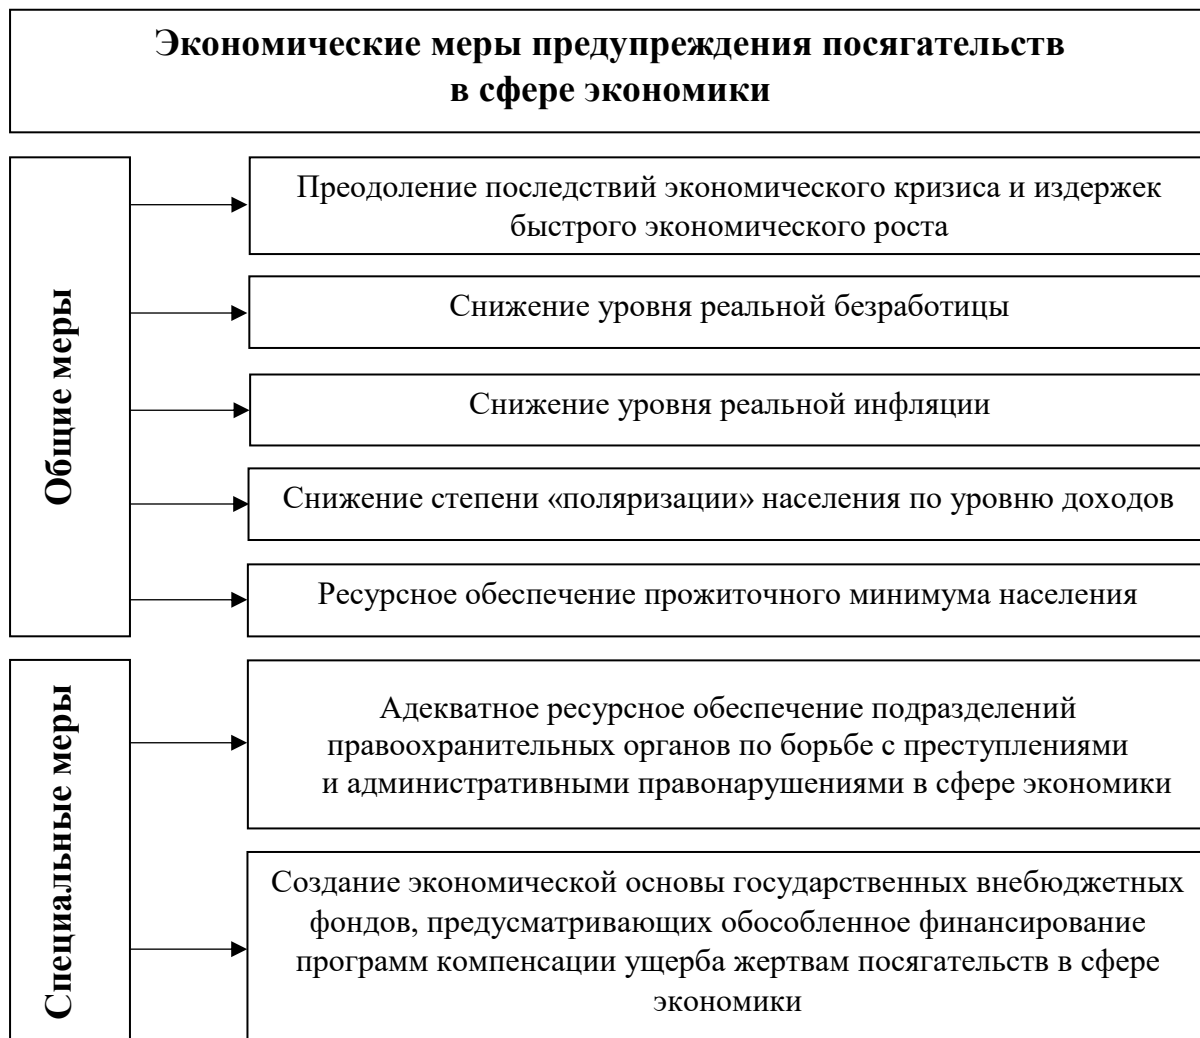 Экономические меры предупреждения посягательств
в сфере экономики
Общие меры
Преодоление последствий экономического кризиса и издержек
быстрого экономического роста
Снижение уровня реальной безработицы
Снижение уровня реальной инфляции
Снижение степени «поляризации» населения по уровню доходов
Ресурсное обеспечение прожиточного минимума населения
Специальные меры
Адекватное ресурсное обеспечение подразделений
правоохранительных органов по борьбе с преступлениями
и административными правонарушениями в сфере экономики
Создание экономической основы государственных внебюджетных
фондов, предусматривающих обособленное финансирование
программ компенсации ущерба жертвам посягательств в сфере
экономики